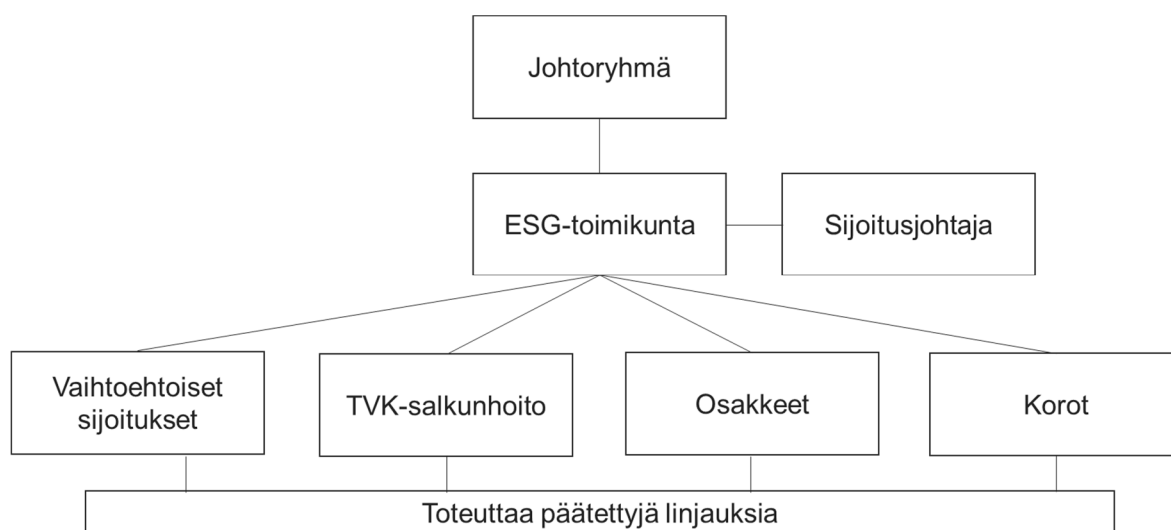 Johtoryhmä
ESG-toimikunta
Sijoitusjohtaja
Vaihtoehtoiset
sijoitukset
TVK-salkunhoito
Osakkeet
Korot
Toteuttaa päätettyjä linjauksia